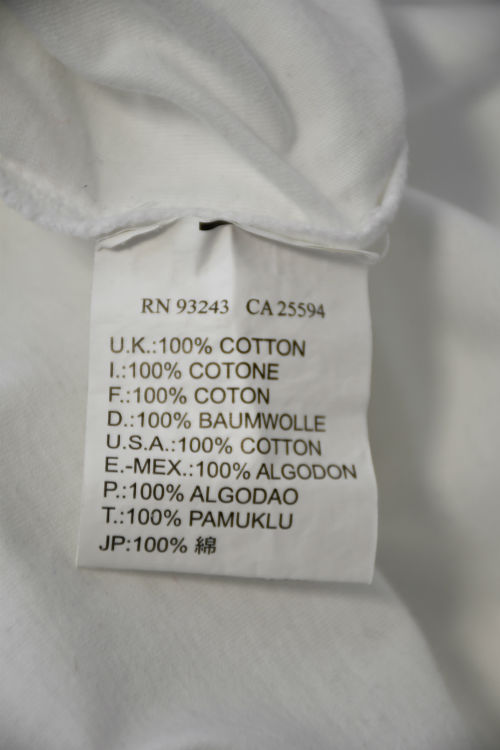 RN 93243 CA 25594
U.K.:100% COTTON
I.:100% COTONE
F.:100% COTON
D.:100% BAUMWOLLE
U.S.A.:100% COTTON
E.-MEX.:100% ALGODON
P.:100% ALGODAO
T.:100% PAMUKLU
JP:100% 綿